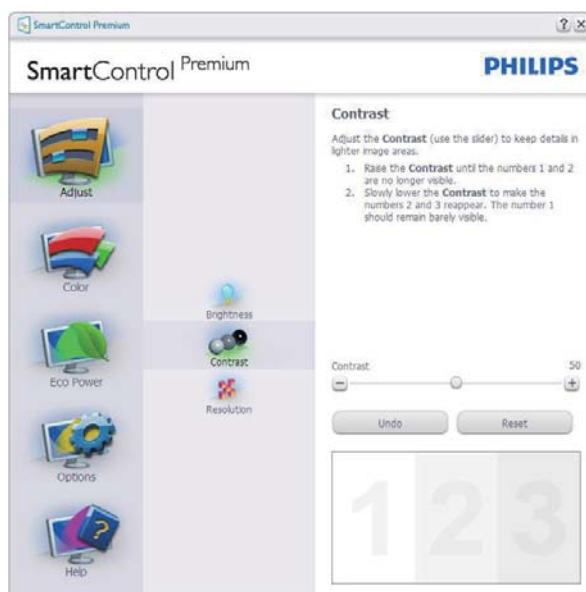 SmartControl Premium
SmartControl Premium
PHILIPS
Adjust
Color
Eco Power
Options
Help
Brightness
Contrast
Resolution
Contrast
Adjust the Contrast (use the slider) to keep details in
lighter image areas.
1. Raise the Contrast until the numbers 1 and 2
are no longer visible.
2. Slowly lower the Contrast to make the
numbers 2 and 3 reappear. The number 1
should remain barely visible.
Contrast 50
Undo Reset
1 2 3